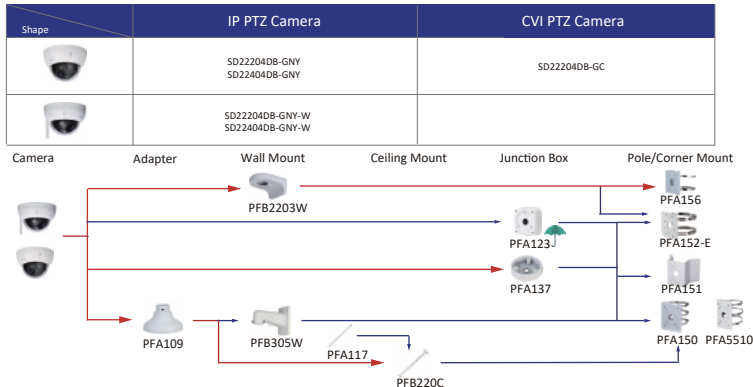 Shape
IP PTZ Camera
CVI PTZ Camera
SD22204DB-GNY
SD22404DB-GNY
SD22204DB-GC
SD22204DB-GNY-W
SD22404DB-GNY-W
Camera
Adapter
Wall Mount
Ceiling Mount
Junction Box
Pole/Corner Mount
PFB2203W
PFA156
PFA123
PFA152-E
PFA137
PFA151
PFA109
PFB305W
PFA117
PFB220C
PFA150
PFA5510